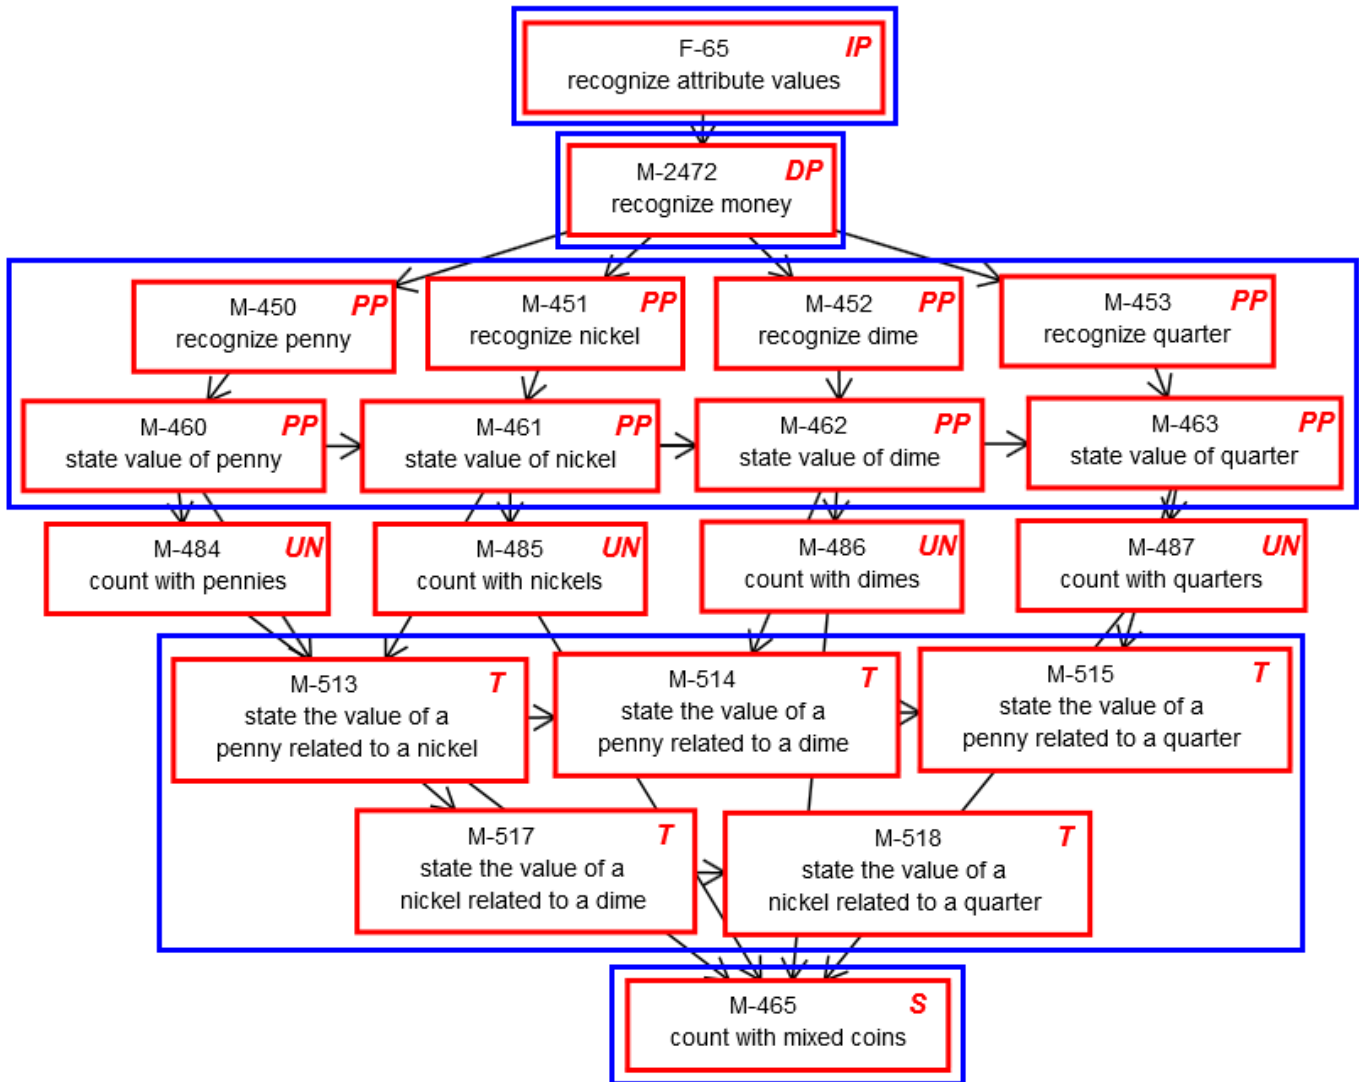 F-65 IP
recognize attribute values
M-2472 DP
recognize money
M-450 PP
recognize penny
M-451 PP
recognize nickel
M-452 PP
recognize dime
M-453 PP
recognize quarter
M-460 PP
state value of penny
M-461 PP
state value of nickel
M-462 PP
state value of dime
M-463 PP
state value of quarter
M-484 UN
count with pennies
M-485 UN
count with nickels
M-486 UN
count with dimes
M-487 UN
count with quarters
M-513 T
state the value of a
penny related to a nickel
M-514 T
state the value of a
penny related to a dime
M-515 T
state the value of a
penny related to a quarter
M-517 T
state the value of a
nickel related to a dime
M-518 T
state the value of a
nickel related to a quarter
M-465 S
count with mixed coins